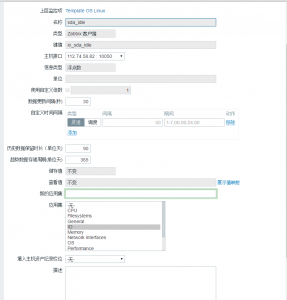 上级监控项 Template OS Linux
名称 sda_idle
类型 Zabbix 客户端
键值 io_sda_idle
主机接口 112.74.58.82 : 10050
信息类型 浮点数
单位
使用自定义倍数 1
数据更新间隔(秒) 30
自定义时间间隔 类型 间隔 期间 动作
灵活 调度 50 1-7,00:00-24:00 移除
添加
历史数据保留时长(单位天) 90
趋势数据存储周期(单位天) 365
储存值 不变
查看值 不变 展示值映射
新的应用集
应用集 -无-
CPU
Filesystems
General
IO
Memory
Network interfaces
OS
Performance
填入主机资产纪录栏位 -无-
描述